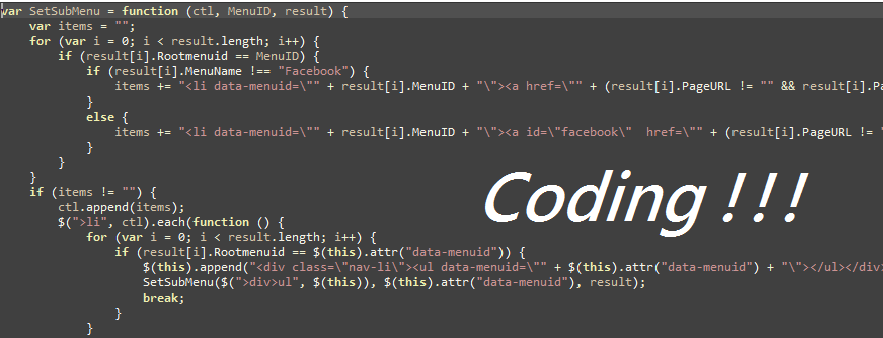 var SetSubMenu = function (ctl, MenuID, result) {
var items = "";
for (var i = 0; i < result.length; i++) {
if (result[i].Rootmenuid == MenuID) {
if (result[i].MenuName !== "Facebook") {
items += "<li data-menuid=\"" + result[i].MenuID + "\"><a href=\"" + (result[i].PageURL != "" && result[i].Pa
}
else {
items += "<li data-menuid=\"" + result[i].MenuID + "\"><a id=\"facebook\"  href=\"" + (result[i].PageURL != "
}
}
}
if (items != "") {
ctl.append(items);
$(">li", ctl).each(function () {
for (var i = 0; i < result.length; i++) {
if (result[i].Rootmenuid == $(this).attr("data-menuid")) {
$(this).append("<div class=\"nav-li\"><ul data-menuid=\"" + $(this).attr("data-menuid") + "\"></ul></div
SetSubMenu($(">div>ul", $(this)), $(this).attr("data-menuid"), result);
break;
}
}
Coding !!!